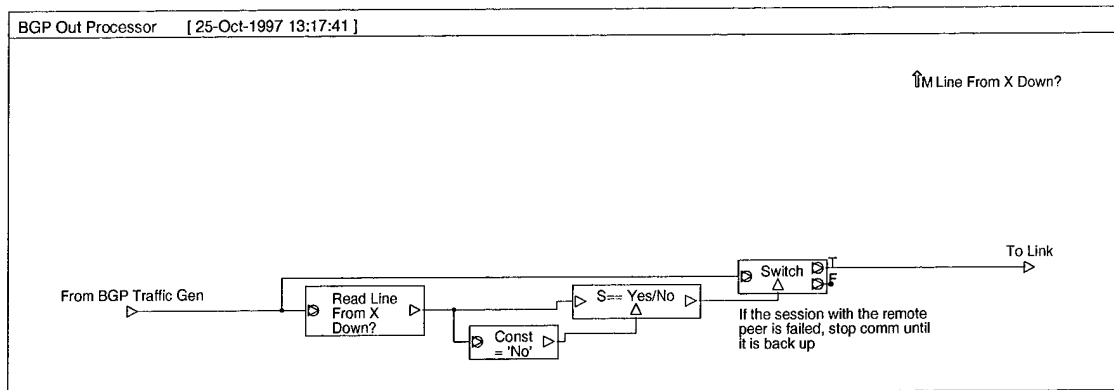 BGP Out Processor [ 25-Oct-1997 13:17:41 ]
⇑M Line From X Down?
To Link
T
Switch
F
From BGP Traffic Gen
Read Line
From X
Down?
S== Yes/No
Const
= 'No'
If the session with the remote
peer is failed, stop comm until
it is back up